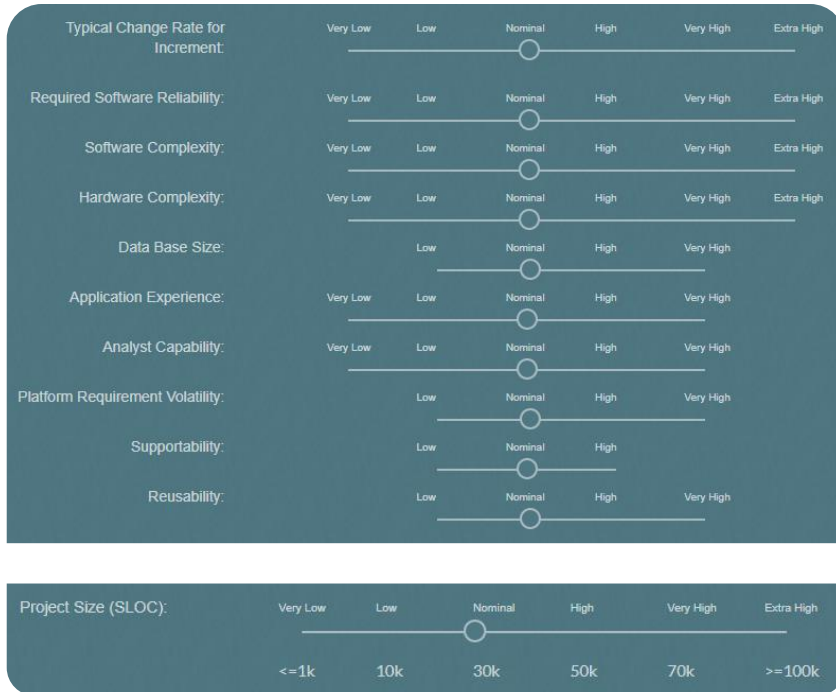 Typical Change Rate for
Increment:
Very Low Low Nominal High Very High Extra High
Required Software Reliability: Very Low Low Nominal High Very High Extra High
Software Complexity: Very Low Low Nominal High Very High Extra High
Hardware Complexity: Very Low Low Nominal High Very High Extra High
Data Base Size: Low Nominal High Very High
Application Experience: Very Low Low Nominal High Very High
Analyst Capability: Very Low Low Nominal High Very High
Platform Requirement Volatility: Low Nominal High Very High
Supportability: Low Nominal High
Reusability: Low Nominal High Very High
Project Size (SLOC): Very Low Low Nominal High Very High Extra High
<=1k 10k 30k 50k 70k >=100k